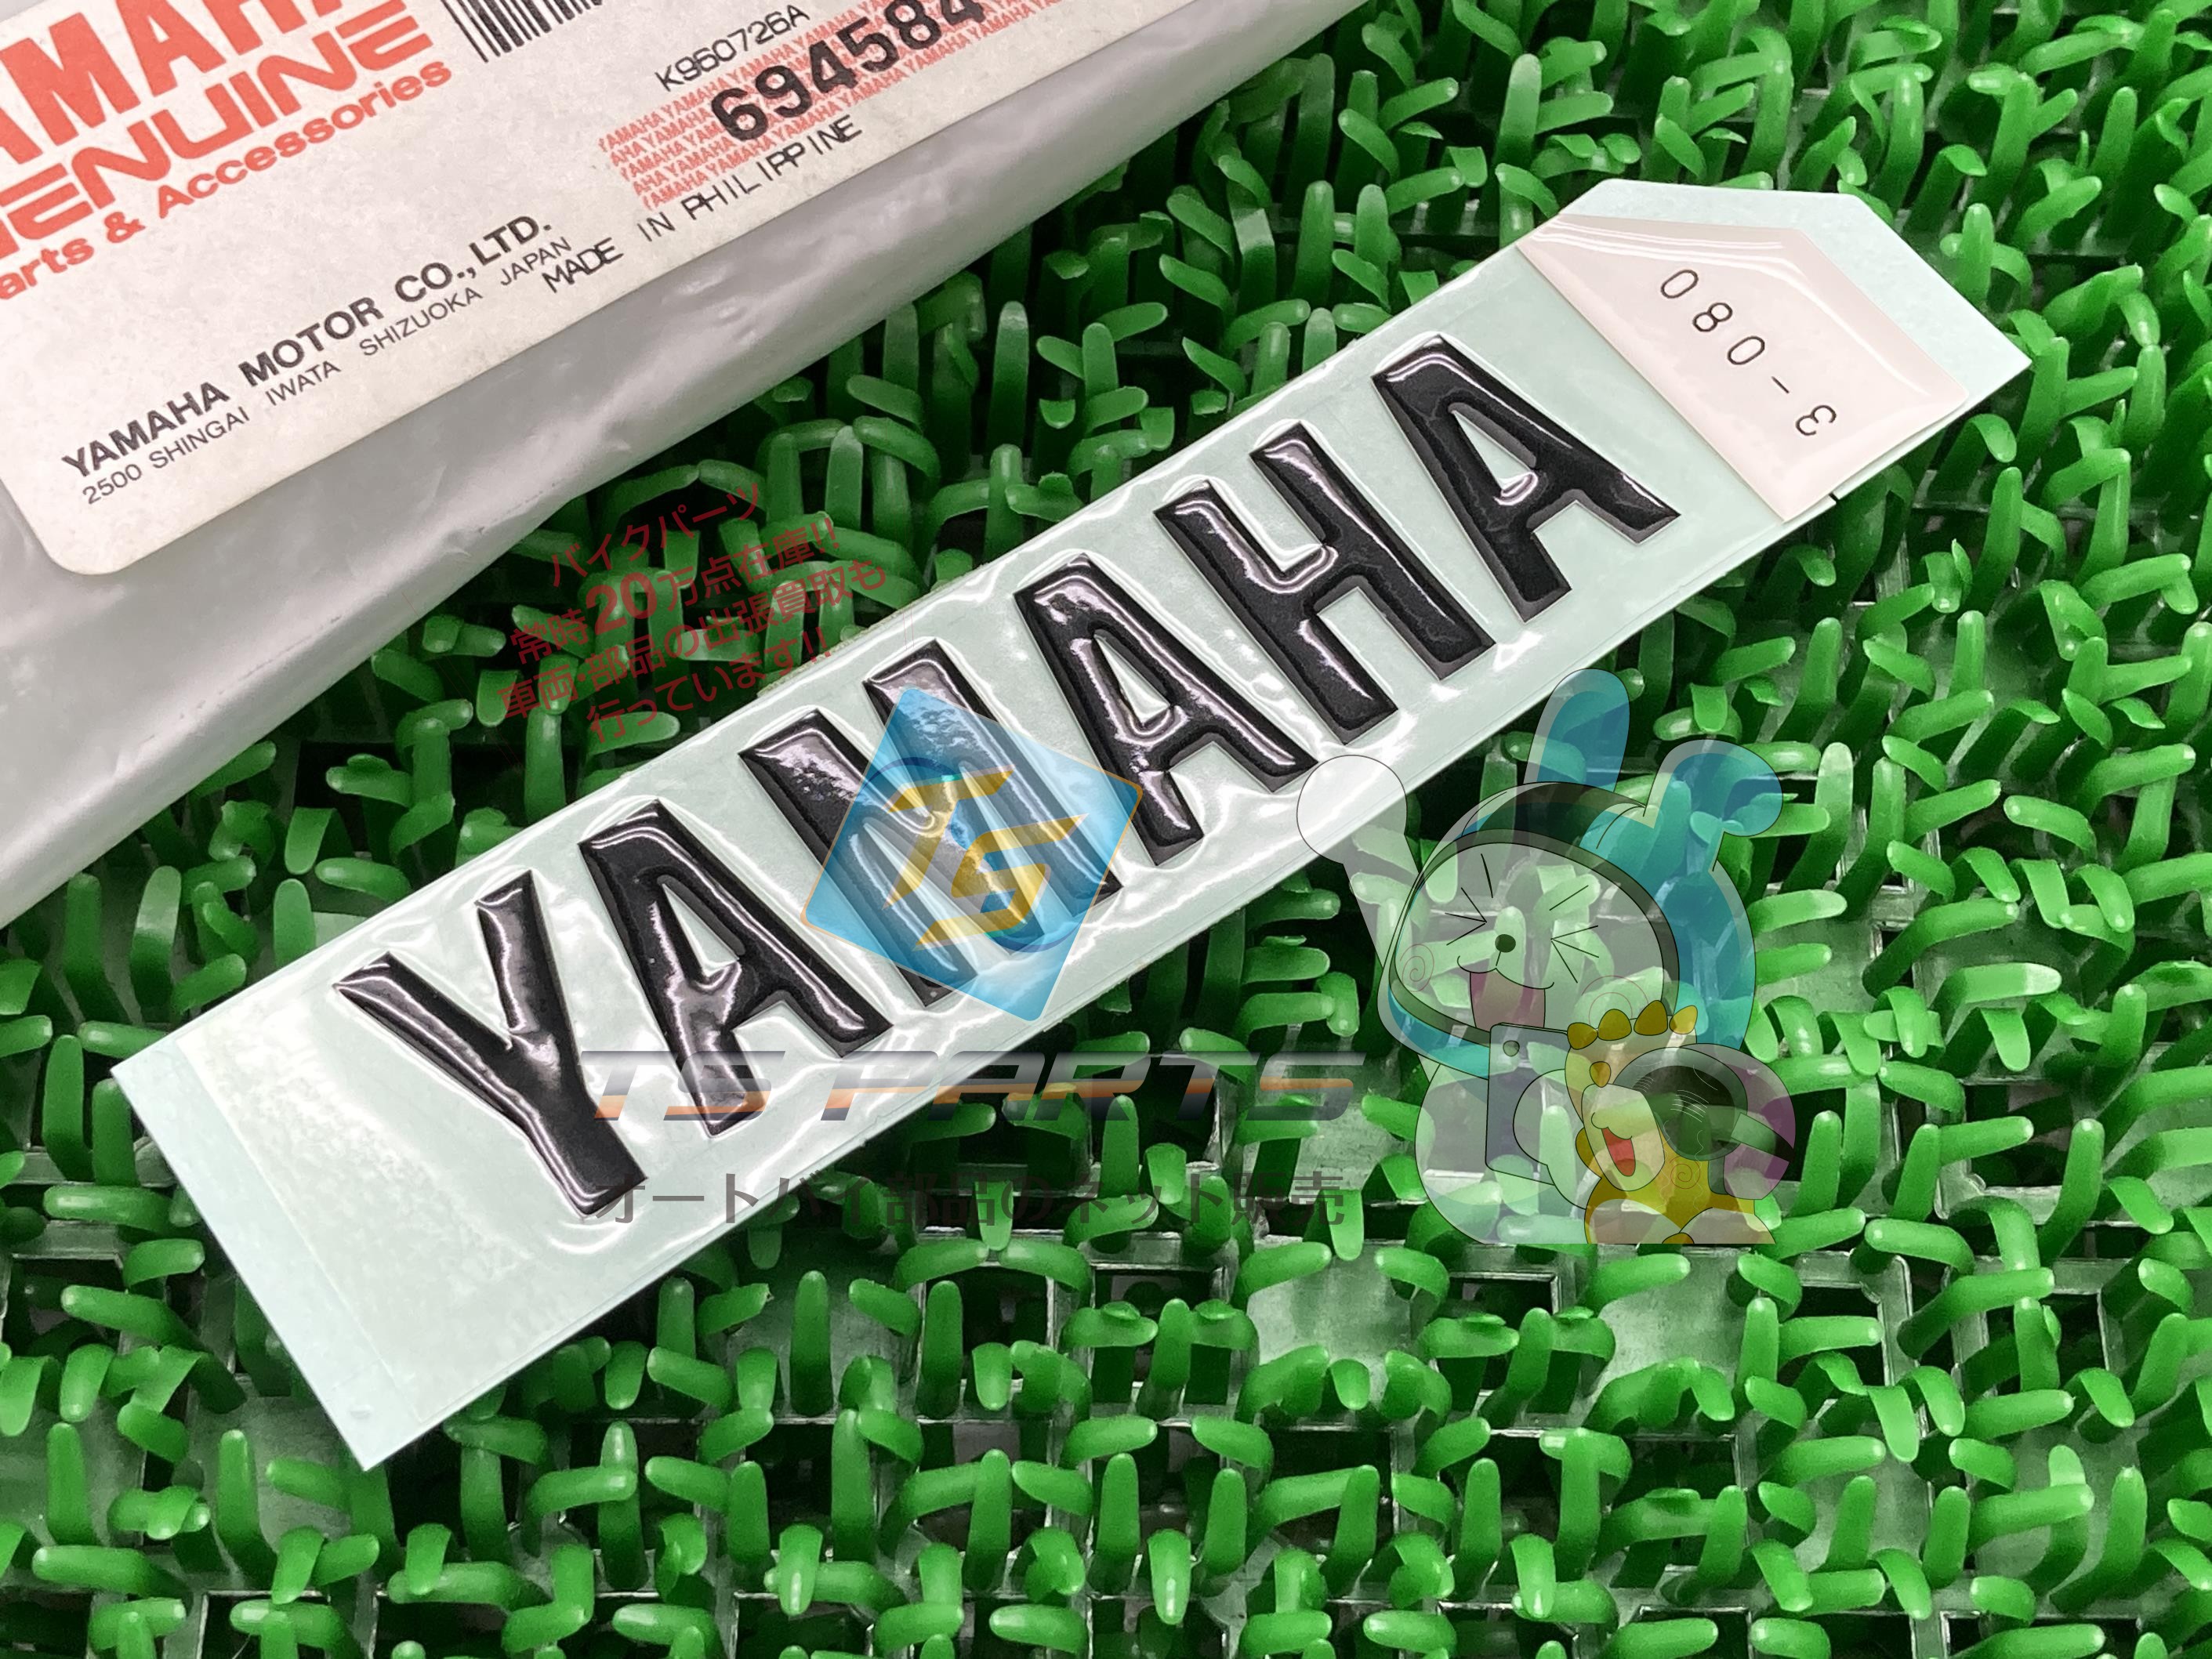 YAMAHA
GENUINE
Parts & Accessories
K960726A
694584
MADE IN PHILIPPINE
YAMAHA MOTOR CO.,LTD.
2500 SHINGAI IWATA SHIZUOKA JAPAN
3-080
YAMAHA
バイクパーツ
常時20万点在庫!!
車両・部品の出張買取も
行っています!!
TS
TS PARTS
オートバイ部品のネット販売